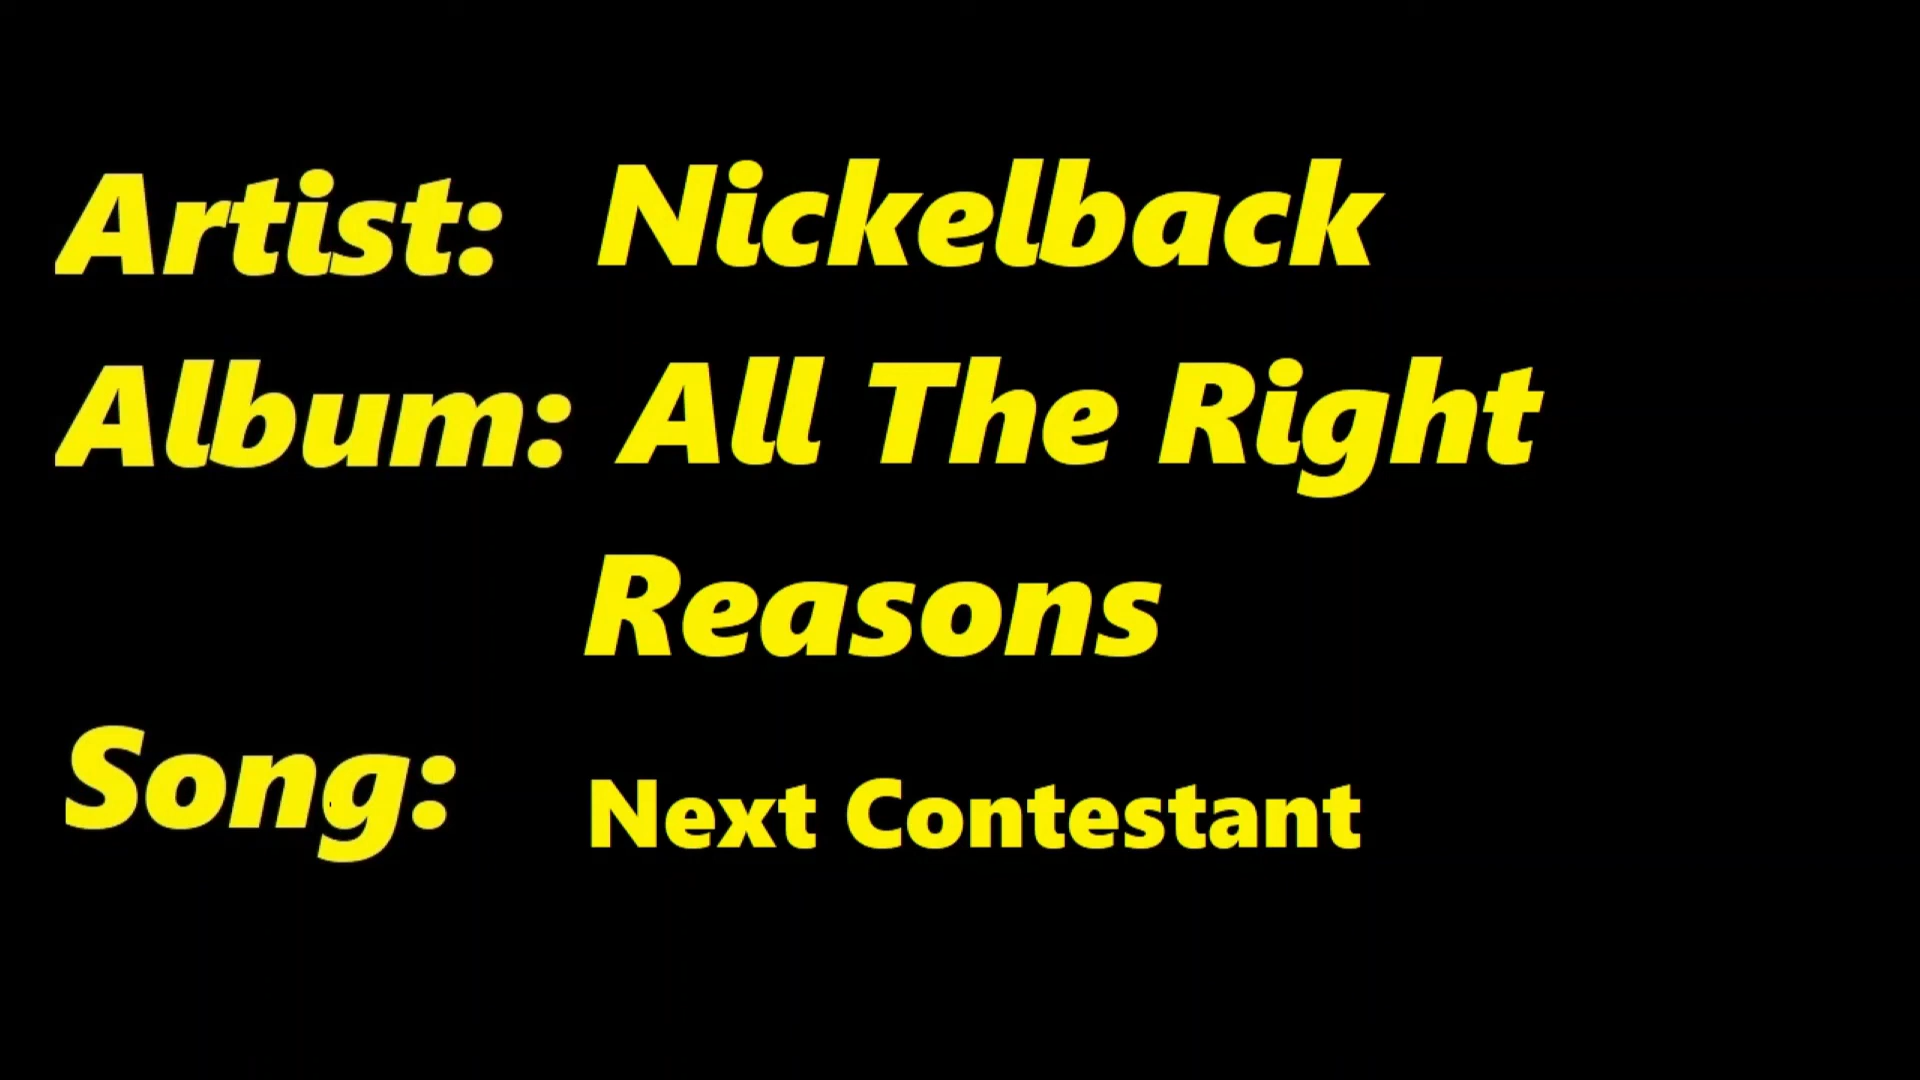 Artist: Nickelback
Album: All The Right
Reasons
Song: Next Contestant